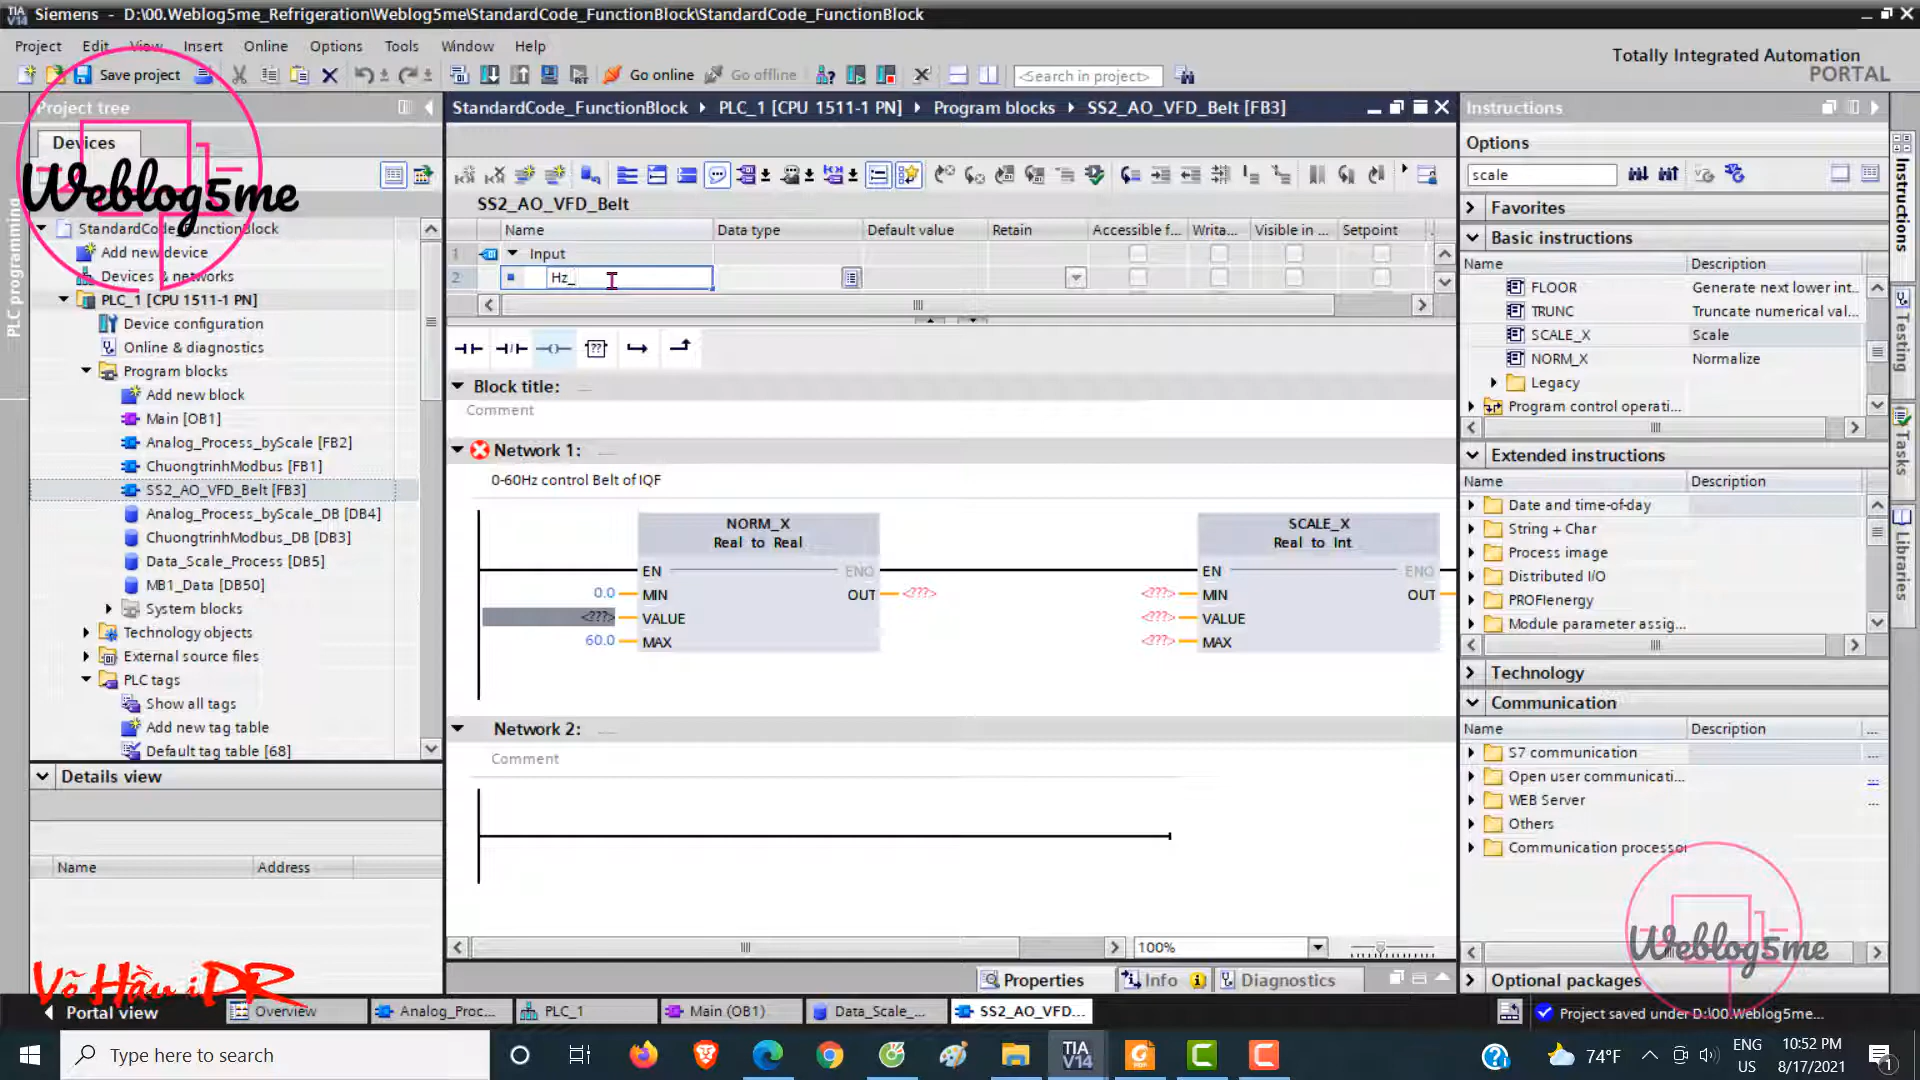 Siemens - D:\00.Weblog5me_Refrigeration\Weblog5me\StandardCode_FunctionBlock\StandardCode_FunctionBlock
Project Edit View Insert Online Options Tools Window Help
Totally Integrated Automation
PORTAL
Save project
Go online
Go offline
<Search in project>
Project tree
StandardCode_FunctionBlock PLC_1 [CPU 1511-1 PN] Program blocks SS2_AO_VFD_Belt [FB3]
Instructions
Devices
Options
scale
Weblog5me
PLC programming
StandardCode_FunctionBlock
Add new device
Devices & networks
PLC_1 [CPU 1511-1 PN]
Device configuration
Online & diagnostics
Program blocks
Add new block
Main [OB1]
Analog_Process_byScale [FB2]
ChuongtrinhModbus [FB1]
SS2_AO_VFD_Belt [FB3]
Analog_Process_byScale_DB [DB4]
ChuongtrinhModbus_DB [DB3]
Data_Scale_Process [DB5]
MB1_Data [DB50]
System blocks
Technology objects
External source files
PLC tags
Show all tags
Add new tag table
Default tag table [68]
Details view
Name Address
SS2_AO_VFD_Belt
Name Data type Default value Retain Accessible f... Writa... Visible in ... Setpoint
1 Input
2 Hz_
Block title:
Comment
Network 1:
0-60Hz control Belt of IQF
NORM_X
Real to Real
EN ENO
0.0 MIN OUT <???>
<???> VALUE
60.0 MAX
SCALE_X
Real to Int
EN ENO
<???> MIN OUT
<???> VALUE
<???> MAX
Network 2:
Comment
100%
Properties Info Diagnostics
Favorites
Basic instructions
Name Description
FLOOR Generate next lower int..
TRUNC Truncate numerical val...
SCALE_X Scale
NORM_X Normalize
Legacy
Program control operati...
Extended instructions
Name Description
Date and time-of-day
String + Char
Process image
Distributed I/O
PROFIenergy
Module parameter assig...
Technology
Communication
Name Description ...
S7 communication ...
Open user communicati... ...
WEB Server ...
Others
Communication processor
Optional packages
Instructions
Testing
Tasks
Libraries
Weblog5me
Võ Hầu iDR
Portal view Overview Analog_Proc... PLC_1 Main (OB1) Data_Scale_... SS2_AO_VFD...
Project saved under D:\00.Weblog5me...
Type here to search
TIA
V14
74°F
ENG
US
10:52 PM
8/17/2021
1